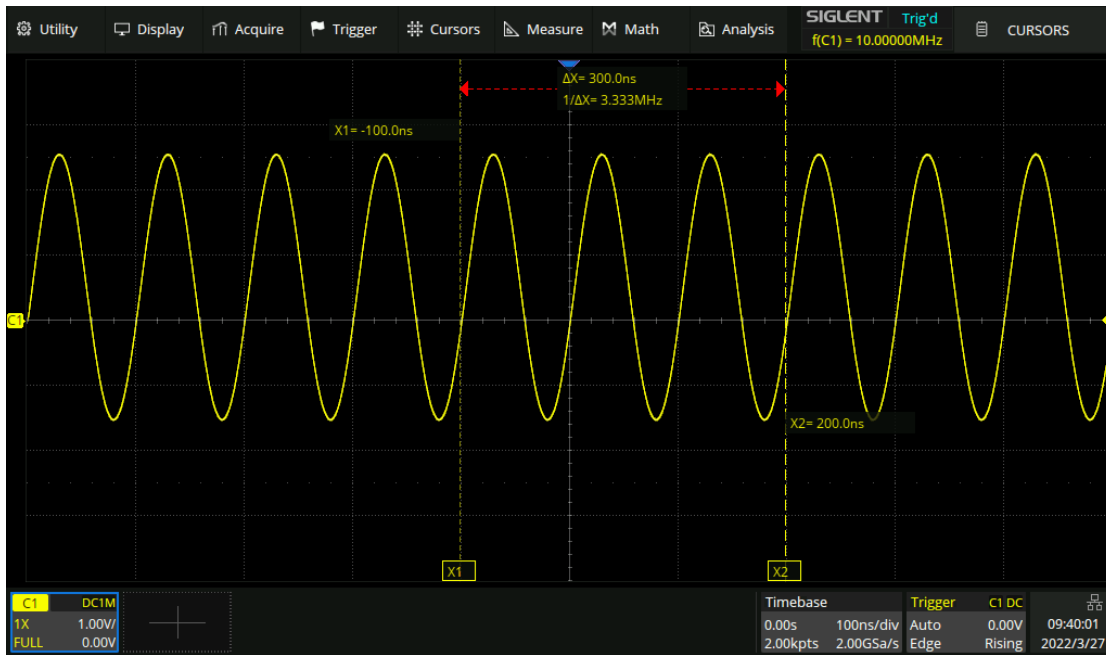 Utility Display Acquire Trigger Cursors Measure Math Analysis SIGLENT Trig'd CURSORS
f(C1) = 10.00000MHz
ΔX= 300.0ns
1/ΔX= 3.333MHz
X1= -100.0ns
C1
X2= 200.0ns
X1 X2
C1 DC1M Timebase Trigger C1 DC
1X 1.00V/ 0.00s 100ns/div Auto 0.00V 09:40:01
FULL 0.00V 2.00kpts 2.00GSa/s Edge Rising 2022/3/27